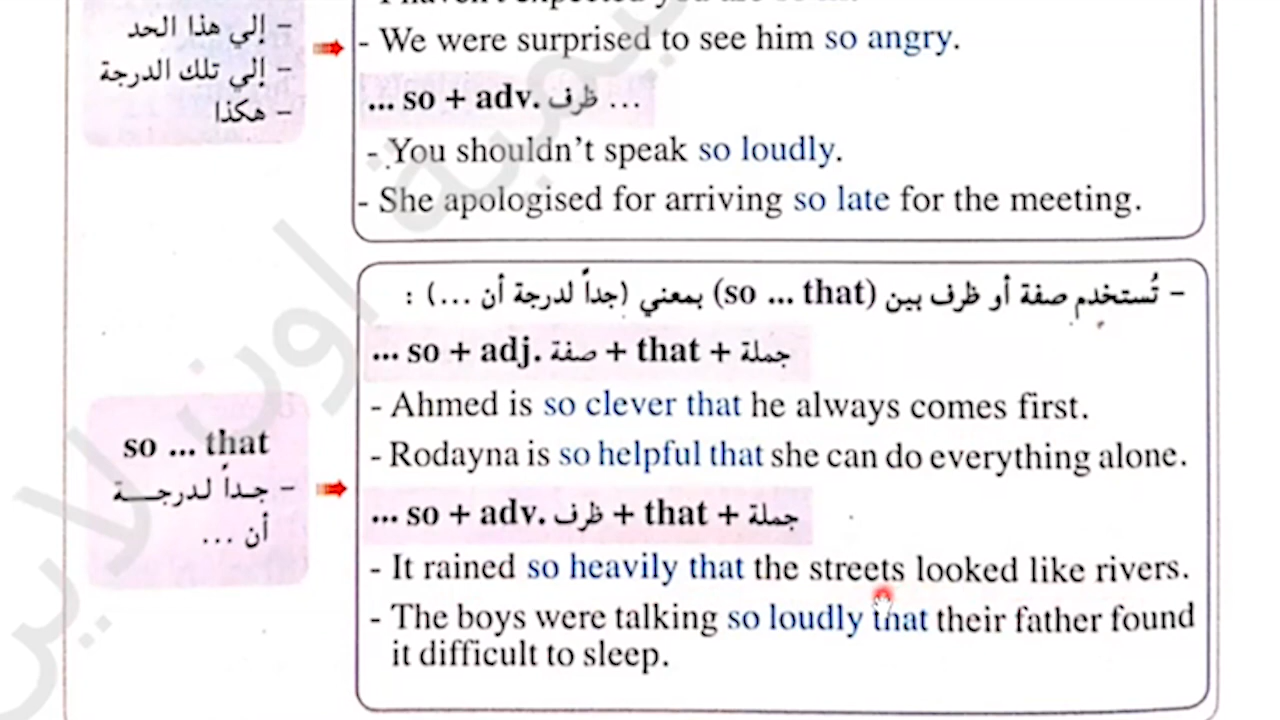 - إلي هذا الحد
- إلي تلك الدرجة
- هكذا
- We were surprised to see him so angry.
... so + adv. ظرف ...
- You shouldn't speak so loudly.
- She apologised for arriving so late for the meeting.
- تُستخدم صفة أو ظرف بين (so ... that) بمعني (جداً لدرجة أن ...) :
... so + adj. صفة + that + جملة
- Ahmed is so clever that he always comes first.
- Rodayna is so helpful that she can do everything alone.
so ... that
- جداً لدرجة
أن ...
... so + adv. ظرف + that + جملة
- It rained so heavily that the streets looked like rivers.
- The boys were talking so loudly that their father found
it difficult to sleep.